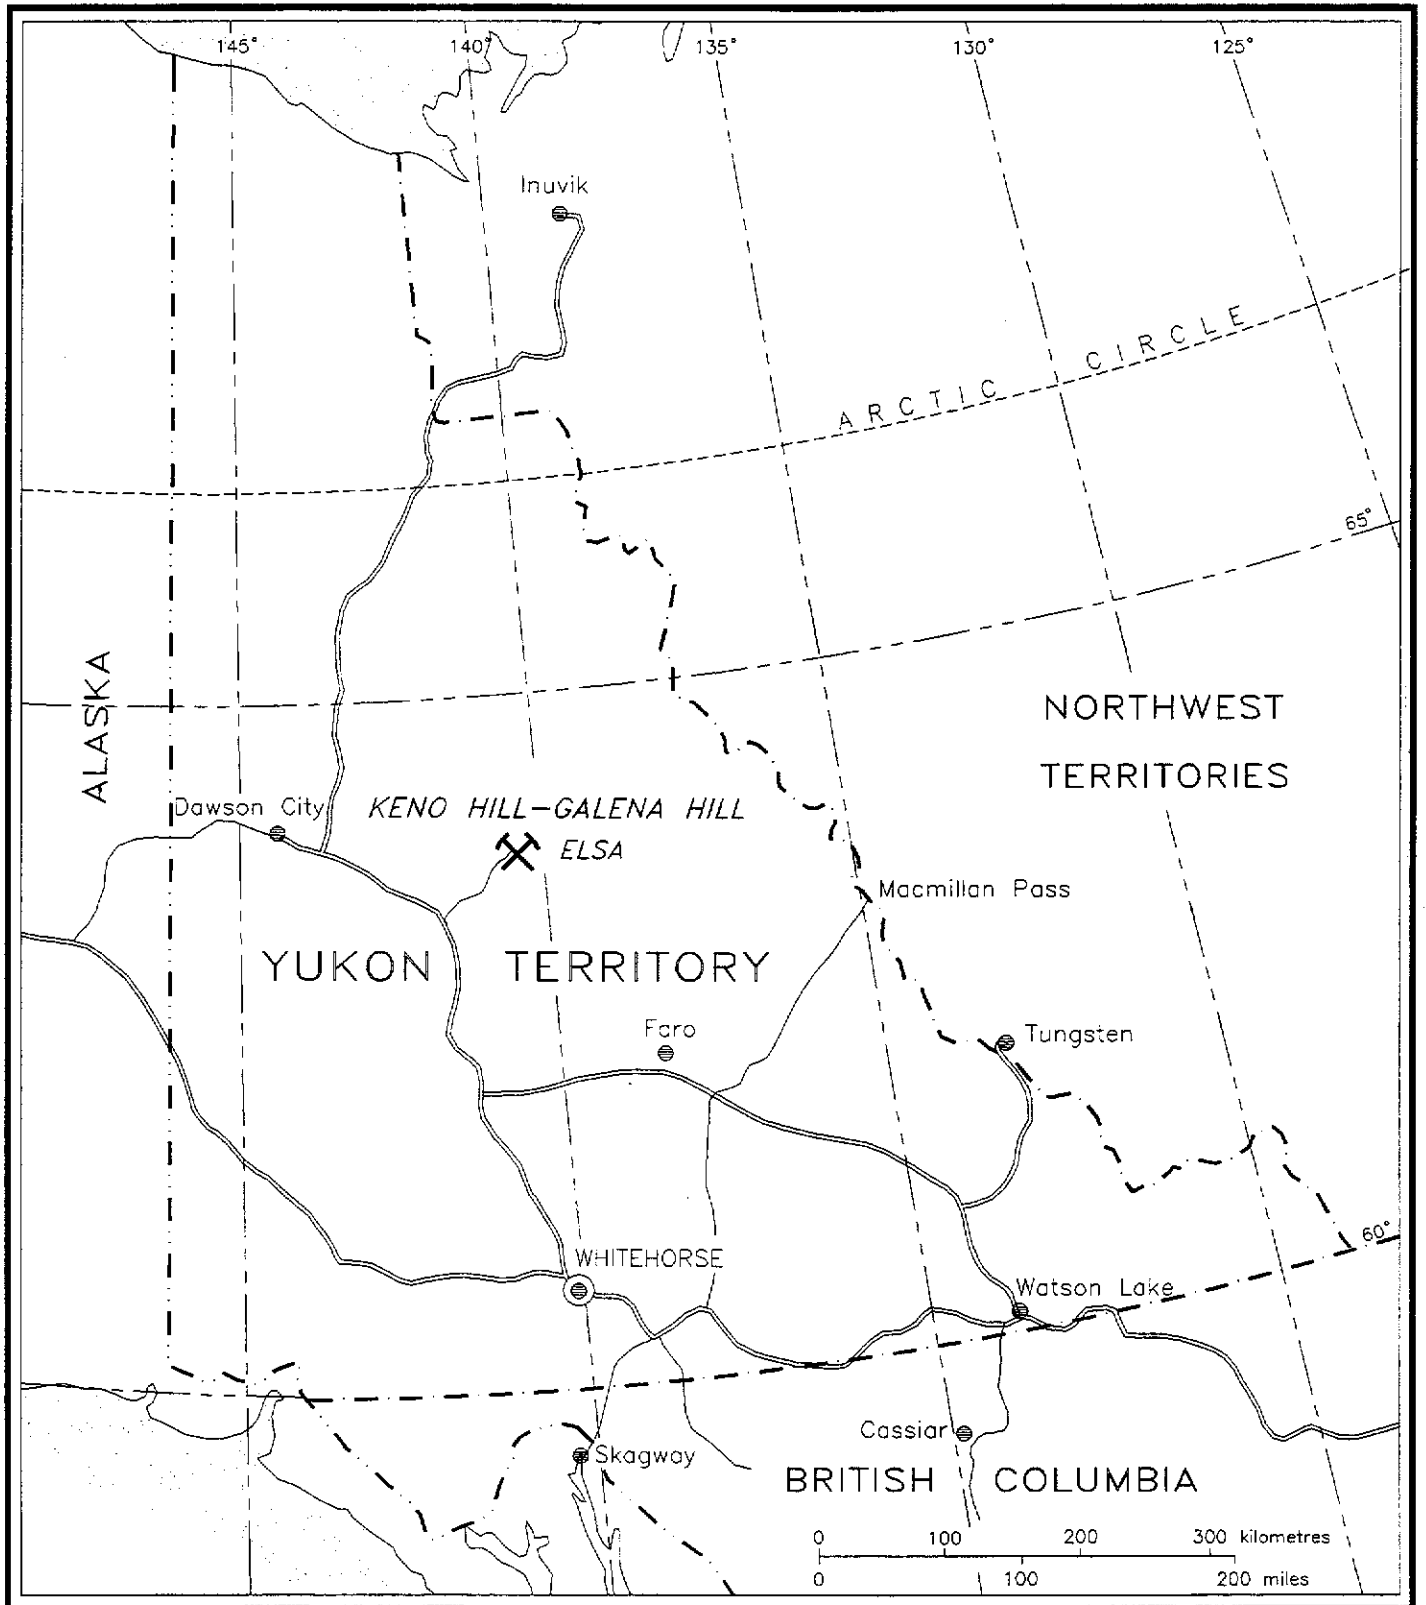 145° 140° 135° 130° 125°
Inuvik
ARCTIC CIRCLE
65°
ALASKA
NORTHWEST
TERRITORIES
Dawson City
KENO HILL-GALENA HILL
ELSA
Macmillan Pass
YUKON TERRITORY
Faro
Tungsten
60°
WHITEHORSE
Watson Lake
Cassiar
Skagway
BRITISH COLUMBIA
0 100 200 300 kilometres
0 100 200 miles